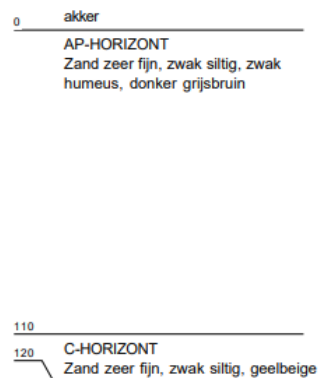 0 akker
AP-HORIZONT
Zand zeer fijn, zwak siltig, zwak
humeus, donker grijsbruin
110
120 C-HORIZONT
Zand zeer fijn, zwak siltig, geelbeige